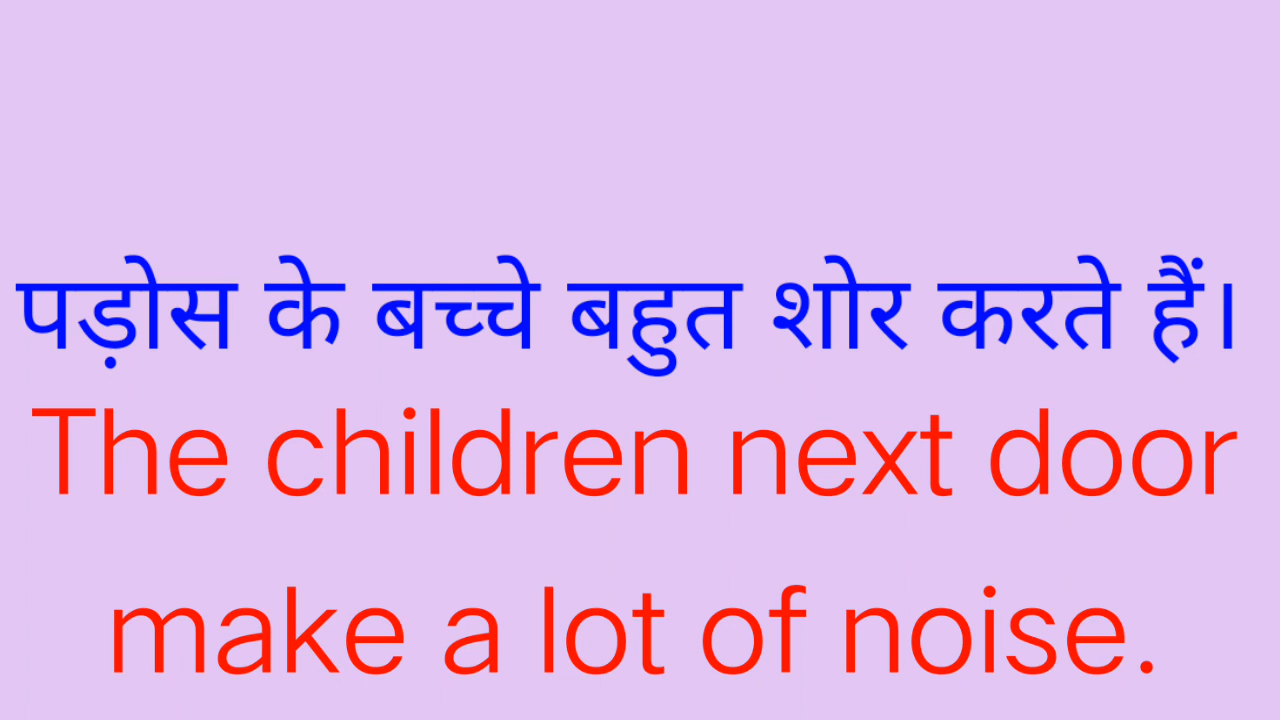 पड़ोस के बच्चे बहुत शोर करते हैं।
The children next door
make a lot of noise.